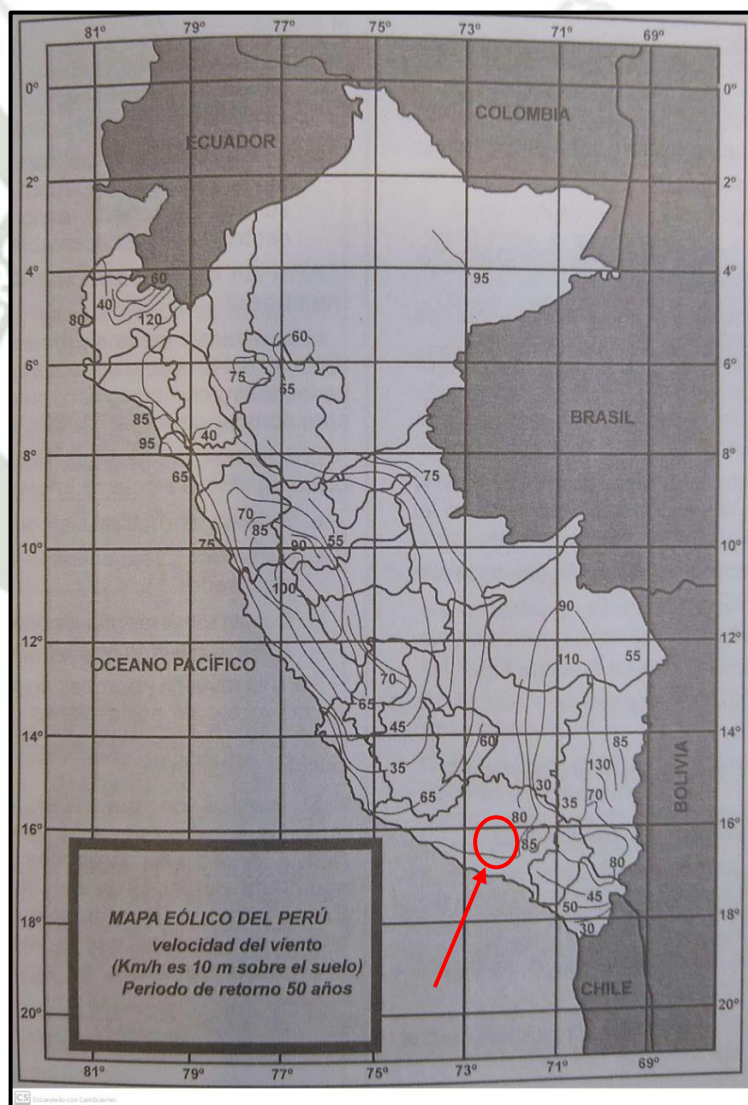 81° 79° 77° 75° 73° 71° 69°
0° 0°
COLOMBIA
ECUADOR
2° 2°
4° 4°
60
40
95
80 120
60
6° 75 6°
55
BRASIL
85
40
95
8° 75 8°
65
70
85
75 55
10° 90 10°
100
90
12° 12°
OCEANO PACÍFICO 55
110
70
65
45
14° 60 14°
85
35 130
BOLIVIA
30 70
65 35
80
16° 16°
85
80
45
MAPA EÓLICO DEL PERÚ
50
18° velocidad del viento 18°
30
(Km/h es 10 m sobre el suelo)
Periodo de retorno 50 años
CHILE
20° 20°
81° 79° 77° 75° 73° 71° 69°
CS Escaneado con CamScanner